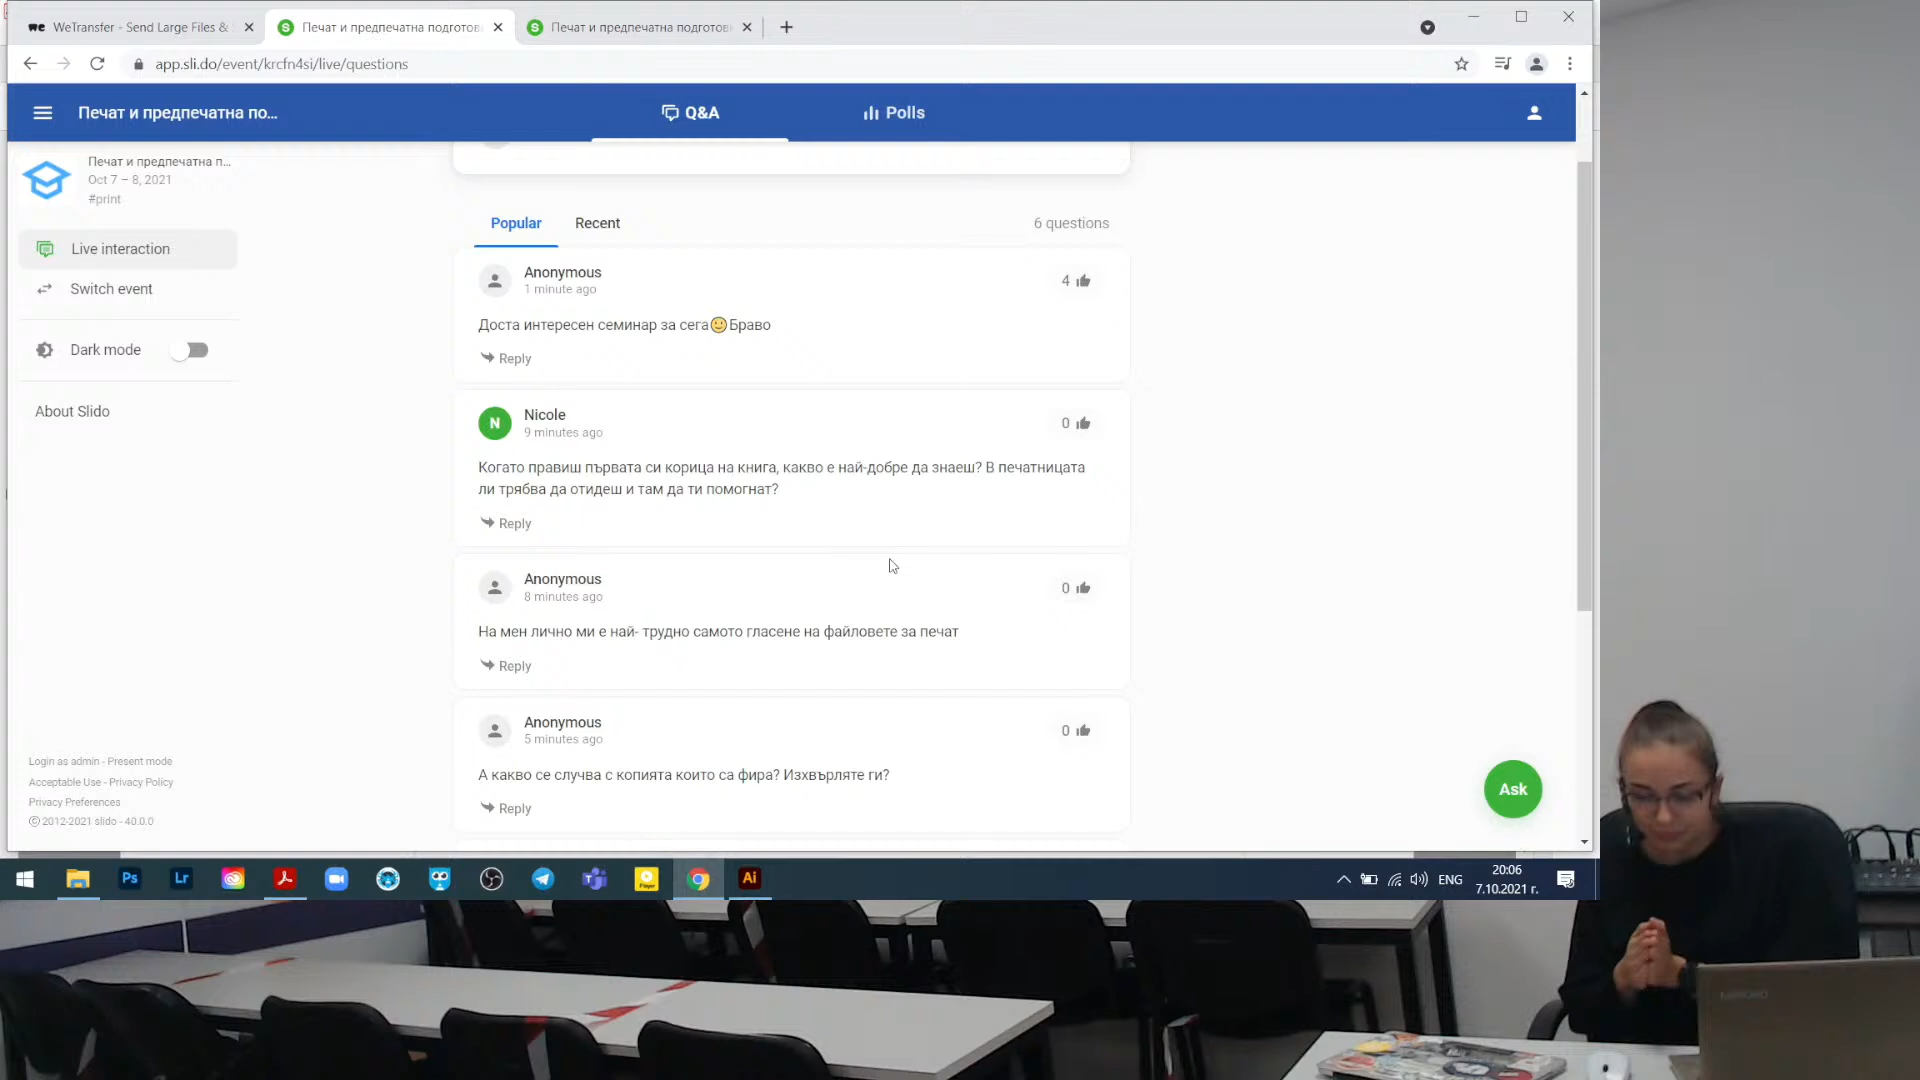 WeTransfer - Send Large Files &
Печат и предпечатна подготов
Печат и предпечатна подготов
app.sli.do/event/krcfn4si/live/questions
Печат и предпечатна по...
Q&A
Polls
Печат и предпечатна п...
Oct 7 – 8, 2021
#print
Live interaction
Switch event
Dark mode
About Slido
Popular
Recent
6 questions
Anonymous
1 minute ago
4
Доста интересен семинар за сега🙂Браво
Reply
N
Nicole
9 minutes ago
0
Когато правиш първата си корица на книга, какво е най-добре да знаеш? В печатницата
ли трябва да отидеш и там да ти помогнат?
Reply
Anonymous
8 minutes ago
0
На мен лично ми е най- трудно самото гласене на файловете за печат
Reply
Anonymous
5 minutes ago
0
А какво се случва с копията които са фира? Изхвърляте ги?
Reply
Login as admin - Present mode
Acceptable Use - Privacy Policy
Privacy Preferences
© 2012-2021 slido - 40.0.0
Ask
Ps
Lr
Player
Ai
ENG
20:06
7.10.2021 г.